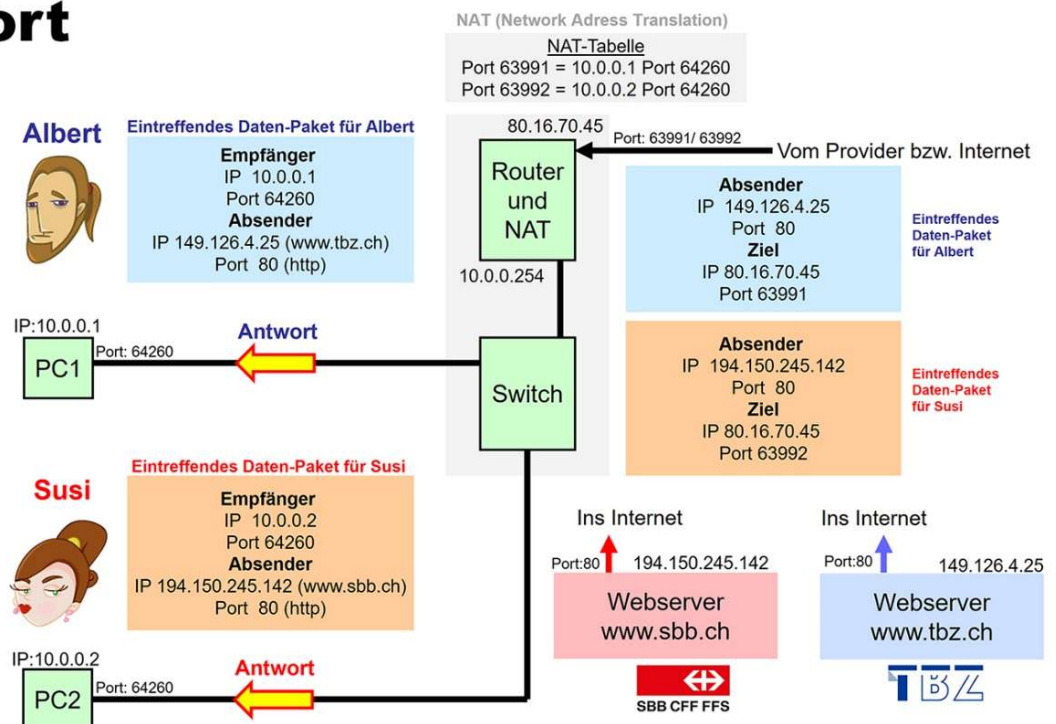 ort
NAT (Network Adress Translation)
NAT-Tabelle
Port 63991 = 10.0.0.1 Port 64260
Port 63992 = 10.0.0.2 Port 64260
Albert
Eintreffendes Daten-Paket für Albert
Empfänger
IP 10.0.0.1
Port 64260
Absender
IP 149.126.4.25 (www.tbz.ch)
Port 80 (http)
80.16.70.45
Router
und
NAT
10.0.0.254
Port: 63991/ 63992
Vom Provider bzw. Internet
Absender
IP 149.126.4.25
Port 80
Ziel
IP 80.16.70.45
Port 63991
Eintreffendes
Daten-Paket
für Albert
IP:10.0.0.1
PC1
Port: 64260
Antwort
Switch
Absender
IP 194.150.245.142
Port 80
Ziel
IP 80.16.70.45
Port 63992
Eintreffendes
Daten-Paket
für Susi
Susi
Eintreffendes Daten-Paket für Susi
Empfänger
IP 10.0.0.2
Port 64260
Absender
IP 194.150.245.142 (www.sbb.ch)
Port 80 (http)
IP:10.0.0.2
PC2
Port: 64260
Antwort
Ins Internet
Port:80
194.150.245.142
Webserver
www.sbb.ch
SBB CFF FFS
Ins Internet
Port:80
149.126.4.25
Webserver
www.tbz.ch
TBZ